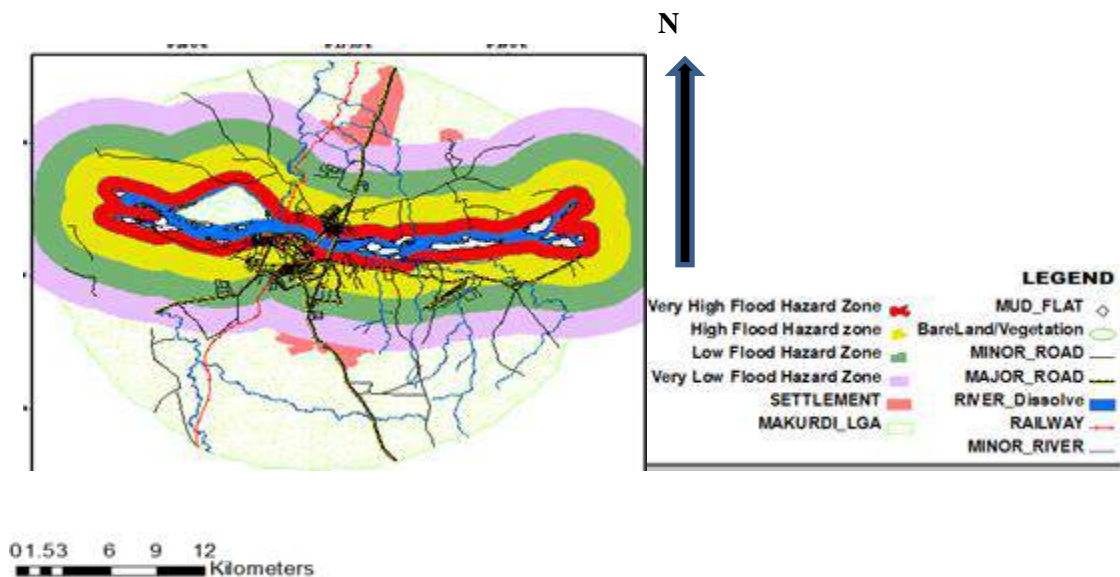 N
LEGEND
Very High Flood Hazard Zone
High Flood Hazard zone
Low Flood Hazard Zone
Very Low Flood Hazard Zone
SETTLEMENT
MAKURDI_LGA
MUD_FLAT
BareLand/Vegetation
MINOR_ROAD
MAJOR_ROAD
RIVER_Dissolve
RAILWAY
MINOR_RIVER
01.53 6 9 12
Kilometers